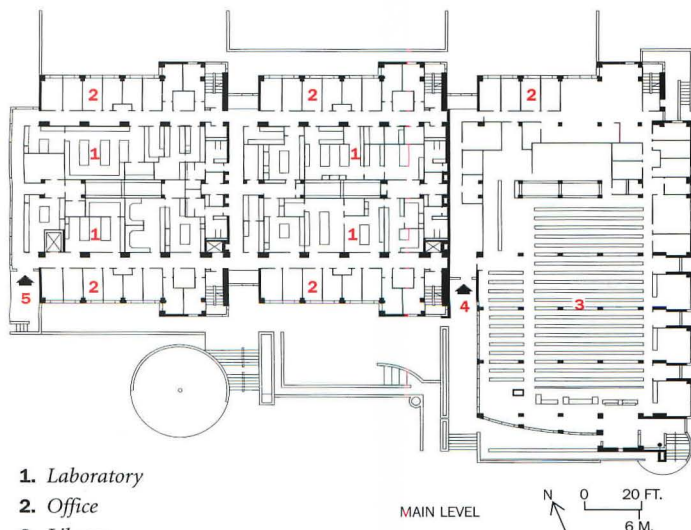 2 2 2
1 1
1 1
2 2
5 4 3
1. Laboratory
2. Office
MAIN LEVEL
N 0 20 FT.
6 M.